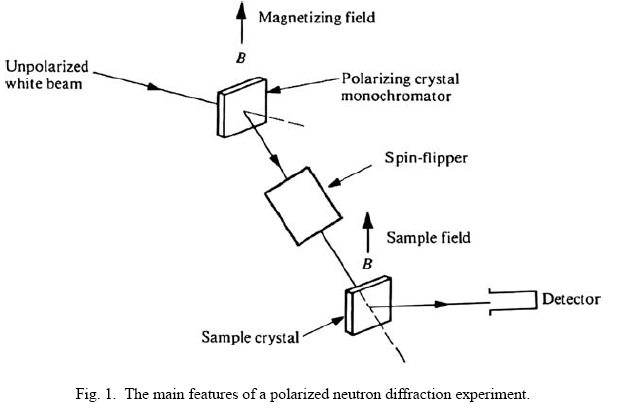 Magnetizing field
B
Unpolarized
white beam
Polarizing crystal
monochromator
Spin-flipper
Sample field
B
Detector
Sample crystal
Fig. 1. The main features of a polarized neutron diffraction experiment.